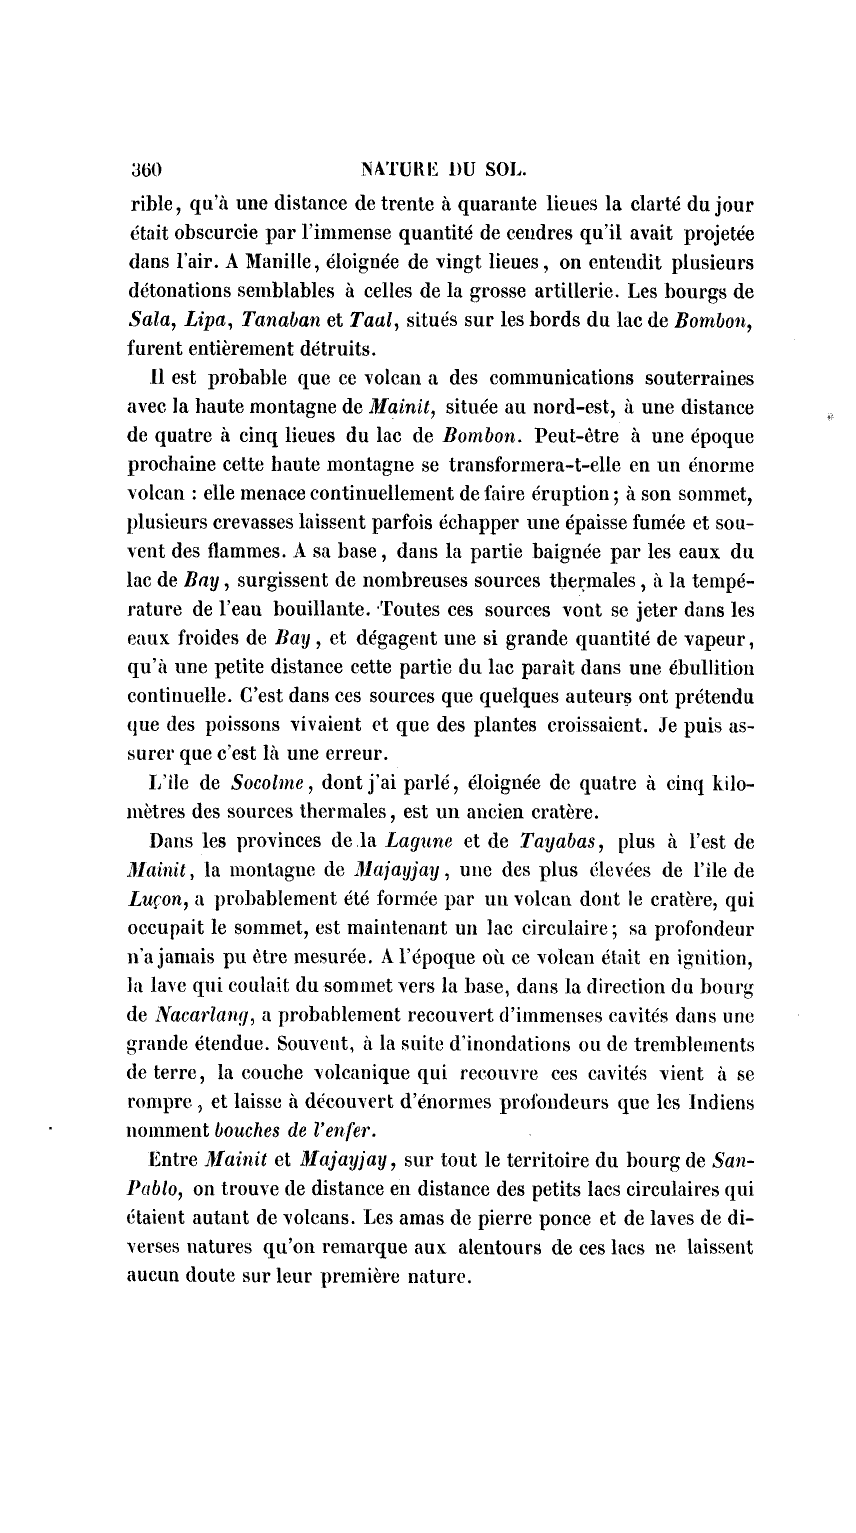 360 NATURE DU SOL.
rible, qu'à une distance de trente à quarante lieues la clarté du jour
était obscurcie par l'immense quantité de cendres qu'il avait projetée
dans l'air. A Manille, éloignée de vingt lieues, on entendit plusieurs
détonations semblables à celles de la grosse artillerie. Les bourgs de
Sala, Lipa, Tanaban et Taal, situés sur les bords du lac de Bombon,
furent entièrement détruits.
Il est probable que ce volcan a des communications souterraines
avec la haute montagne de Mainit, située au nord-est, à une distance
de quatre à cinq lieues du lac de Bombon. Peut-être à une époque
prochaine cette haute montagne se transformera-t-elle en un énorme
volcan : elle menace continuellement de faire éruption; à son sommet,
plusieurs crevasses laissent parfois échapper une épaisse fumée et sou-
vent des flammes. A sa base, dans la partie baignée par les eaux du
lac de Bay, surgissent de nombreuses sources thermales, à la tempé-
rature de l'eau bouillante. Toutes ces sources vont se jeter dans les
eaux froides de Bay, et dégagent une si grande quantité de vapeur,
qu'à une petite distance cette partie du lac paraît dans une ébullition
continuelle. C'est dans ces sources que quelques auteurs ont prétendu
que des poissons vivaient et que des plantes croissaient. Je puis as-
surer que c'est là une erreur.
L'île de Socolme, dont j'ai parlé, éloignée de quatre à cinq kilo-
mètres des sources thermales, est un ancien cratère.
Dans les provinces de la Lagune et de Tayabas, plus à l'est de
Mainit, la montagne de Majayjay, une des plus élevées de l'île de
Luçon, a probablement été formée par un volcan dont le cratère, qui
occupait le sommet, est maintenant un lac circulaire; sa profondeur
n'a jamais pu être mesurée. A l'époque où ce volcan était en ignition,
la lave qui coulait du sommet vers la base, dans la direction du bourg
de Nacarlang, a probablement recouvert d'immenses cavités dans une
grande étendue. Souvent, à la suite d'inondations ou de tremblements
de terre, la couche volcanique qui recouvre ces cavités vient à se
rompre, et laisse à découvert d'énormes profondeurs que les Indiens
nomment bouches de l'enfer.
Entre Mainit et Majayjay, sur tout le territoire du bourg de San-
Pablo, on trouve de distance en distance des petits lacs circulaires qui
étaient autant de volcans. Les amas de pierre ponce et de laves de di-
verses natures qu'on remarque aux alentours de ces lacs ne laissent
aucun doute sur leur première nature.